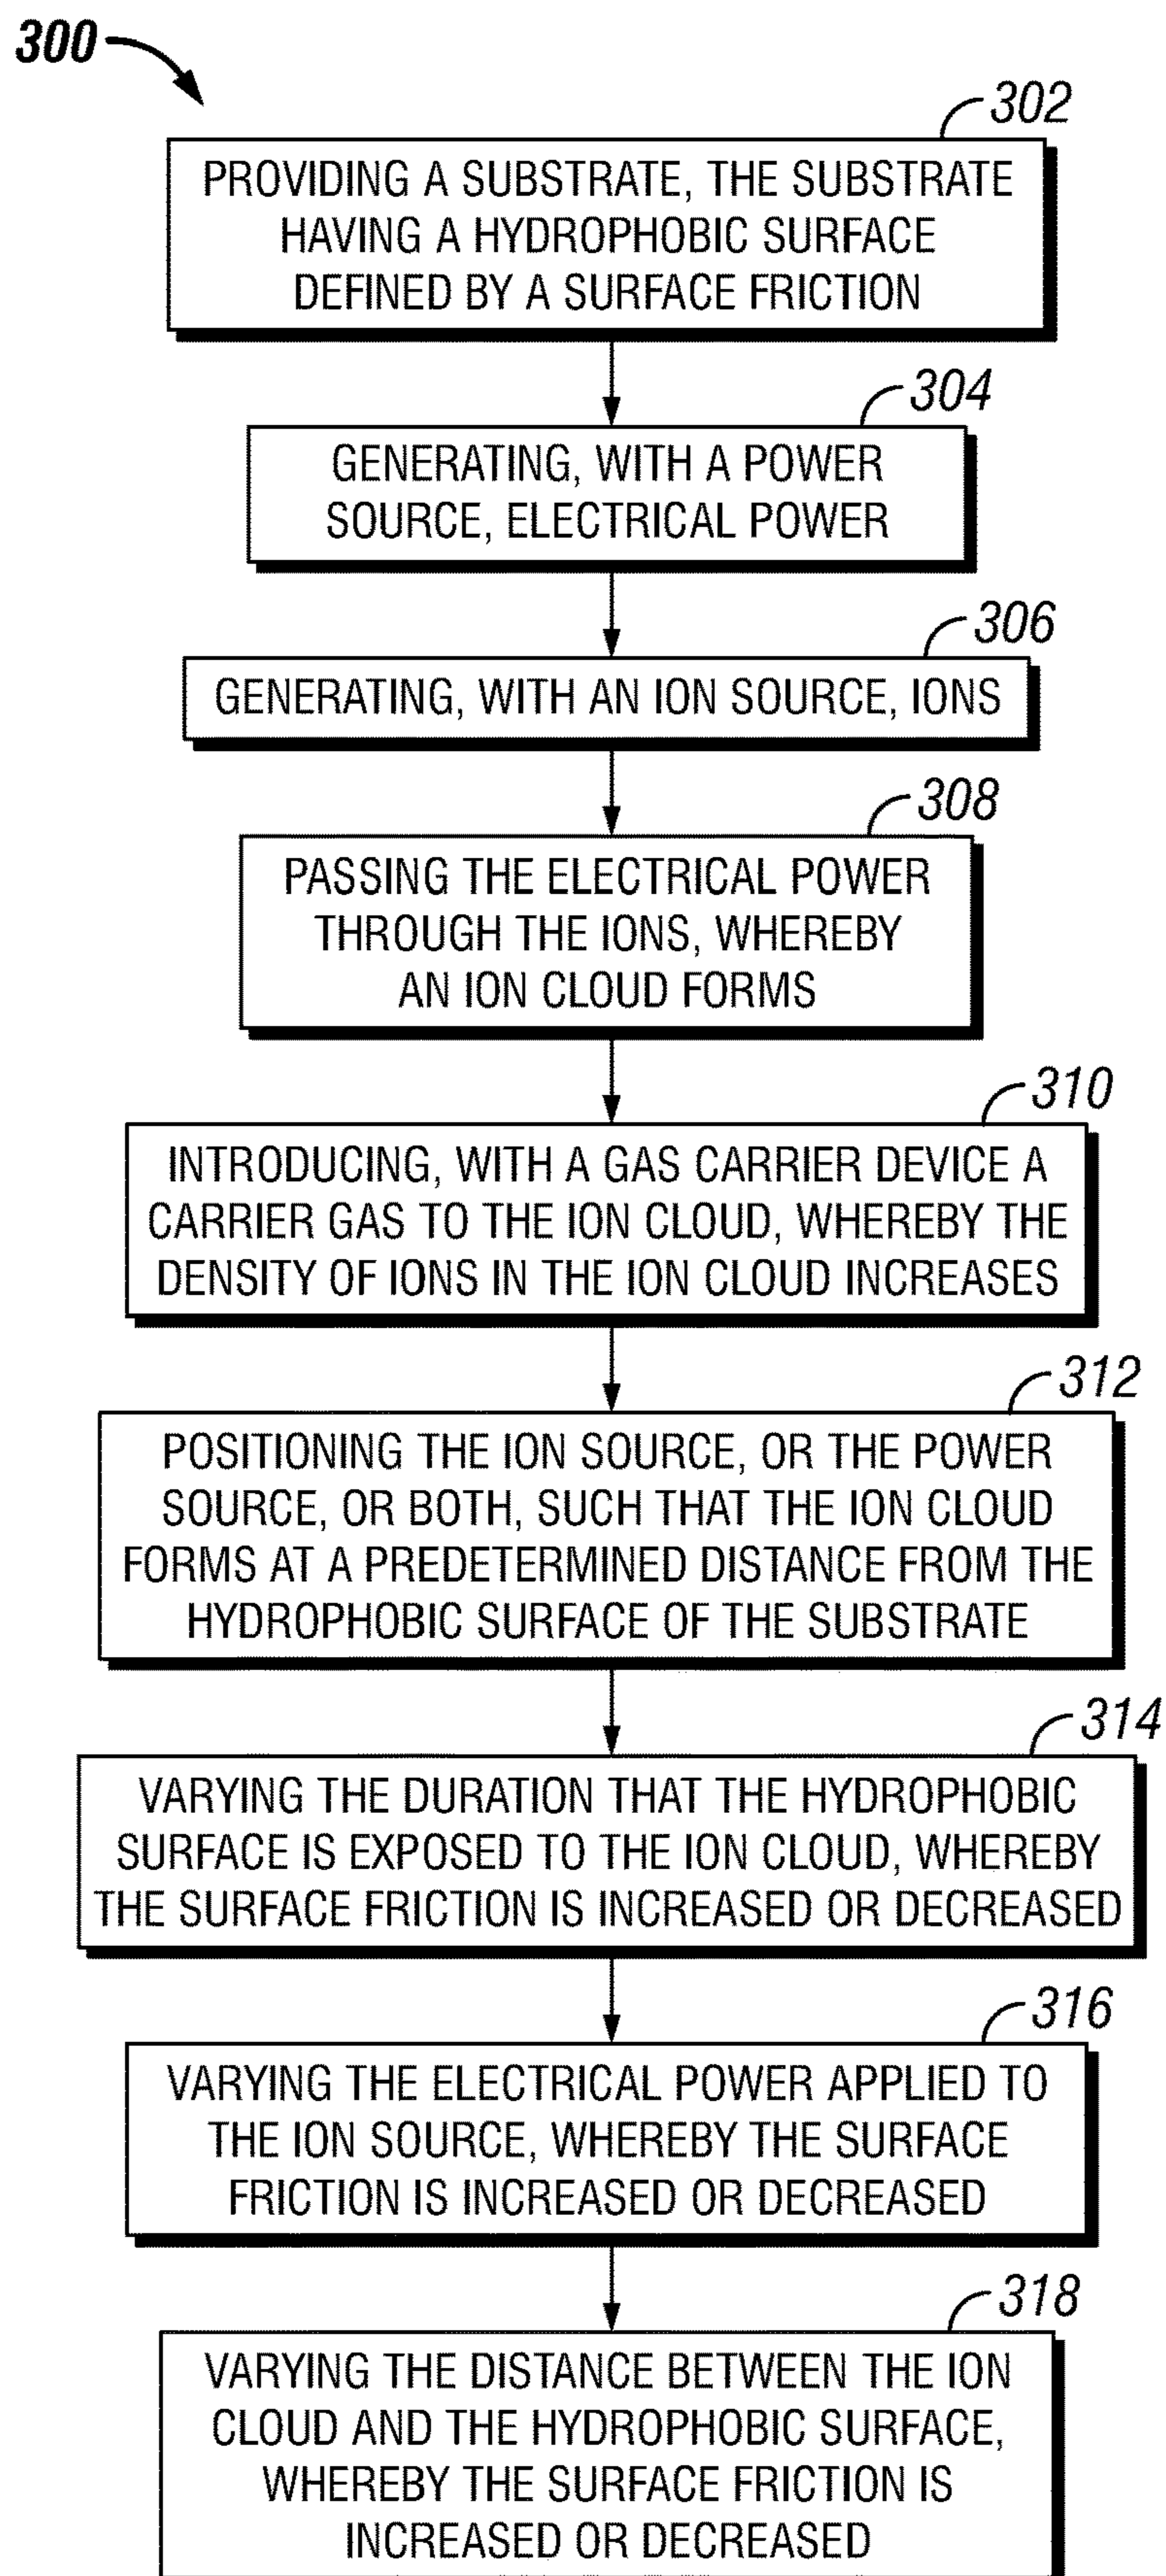 300
302
PROVIDING A SUBSTRATE, THE SUBSTRATE
HAVING A HYDROPHOBIC SURFACE
DEFINED BY A SURFACE FRICTION
304
GENERATING, WITH A POWER
SOURCE, ELECTRICAL POWER
306
GENERATING, WITH AN ION SOURCE, IONS
308
PASSING THE ELECTRICAL POWER
THROUGH THE IONS, WHEREBY
AN ION CLOUD FORMS
310
INTRODUCING, WITH A GAS CARRIER DEVICE A
CARRIER GAS TO THE ION CLOUD, WHEREBY THE
DENSITY OF IONS IN THE ION CLOUD INCREASES
312
POSITIONING THE ION SOURCE, OR THE POWER
SOURCE, OR BOTH, SUCH THAT THE ION CLOUD
FORMS AT A PREDETERMINED DISTANCE FROM THE
HYDROPHOBIC SURFACE OF THE SUBSTRATE
314
VARYING THE DURATION THAT THE HYDROPHOBIC
SURFACE IS EXPOSED TO THE ION CLOUD, WHEREBY
THE SURFACE FRICTION IS INCREASED OR DECREASED
316
VARYING THE ELECTRICAL POWER APPLIED TO
THE ION SOURCE, WHEREBY THE SURFACE
FRICTION IS INCREASED OR DECREASED
318
VARYING THE DISTANCE BETWEEN THE ION
CLOUD AND THE HYDROPHOBIC SURFACE,
WHEREBY THE SURFACE FRICTION IS
INCREASED OR DECREASED